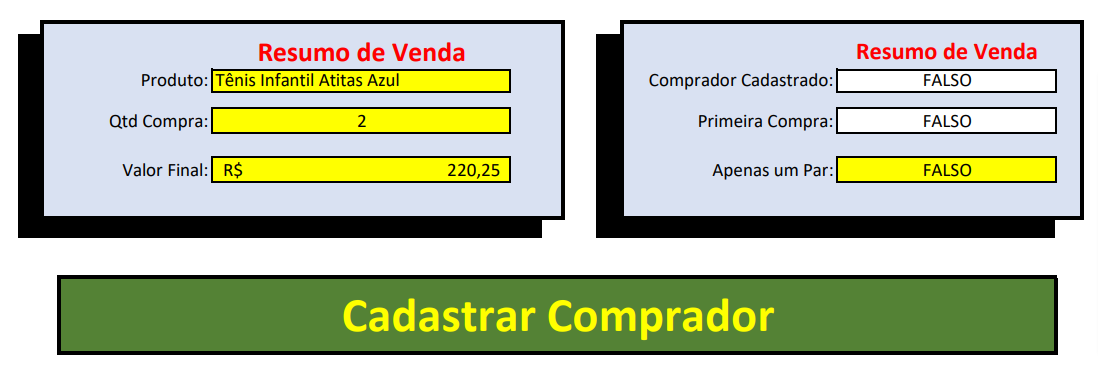 Resumo de Venda
Produto: Tênis Infantil Atitas Azul
Qtd Compra: 2
Valor Final: R$ 220,25
Resumo de Venda
Comprador Cadastrado: FALSO
Primeira Compra: FALSO
Apenas um Par: FALSO
Cadastrar Comprador